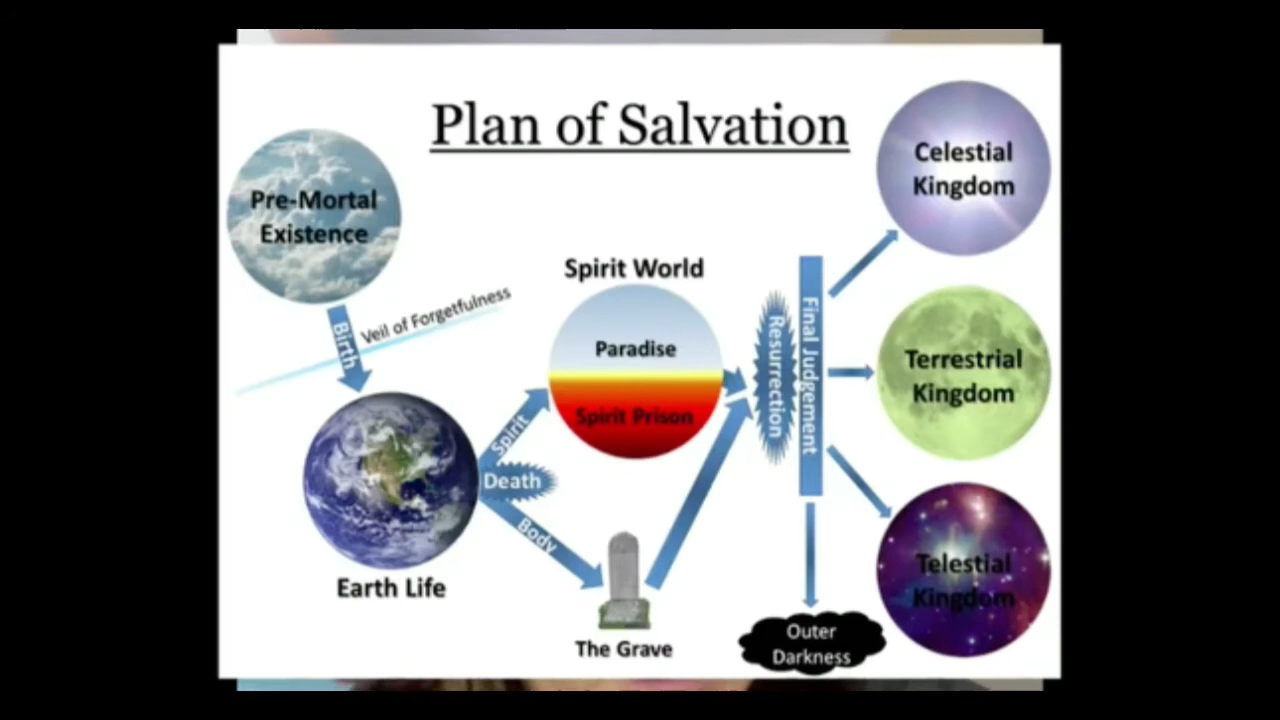 Plan of Salvation
Pre-Mortal
Existence
Birth
Veil of Forgetfulness
Earth Life
Spirit
Death
Body
Spirit World
Paradise
Spirit Prison
The Grave
Resurrection
Final Judgement
Celestial
Kingdom
Terrestrial
Kingdom
Telestial
Kingdom
Outer
Darkness